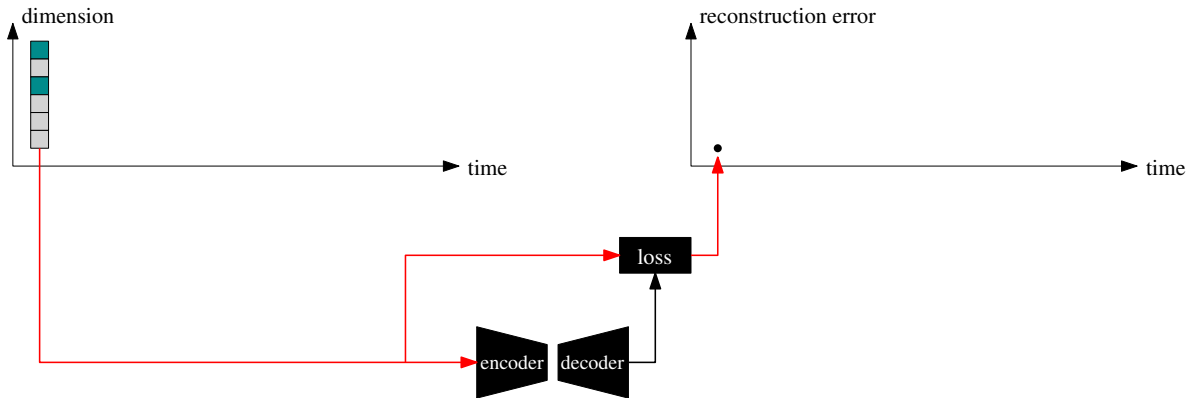 dimension
reconstruction error
time
time
loss
encoder
decoder